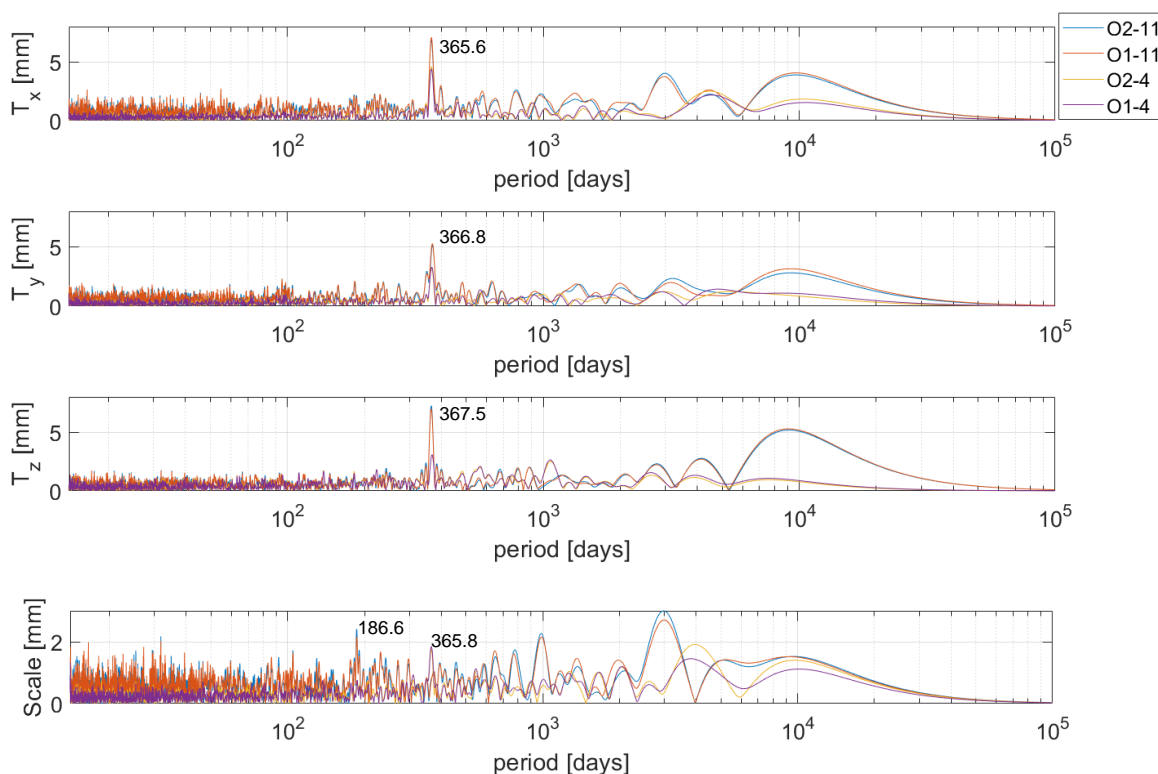 O2-11
O1-11
O2-4
O1-4
T_x [mm]
5
0
365.6
10^2
10^3
10^4
10^5
period [days]
T_y [mm]
5
0
366.8
10^2
10^3
10^4
10^5
period [days]
T_z [mm]
5
0
367.5
10^2
10^3
10^4
10^5
period [days]
Scale [mm]
2
0
186.6
365.8
10^2
10^3
10^4
10^5
period [days]